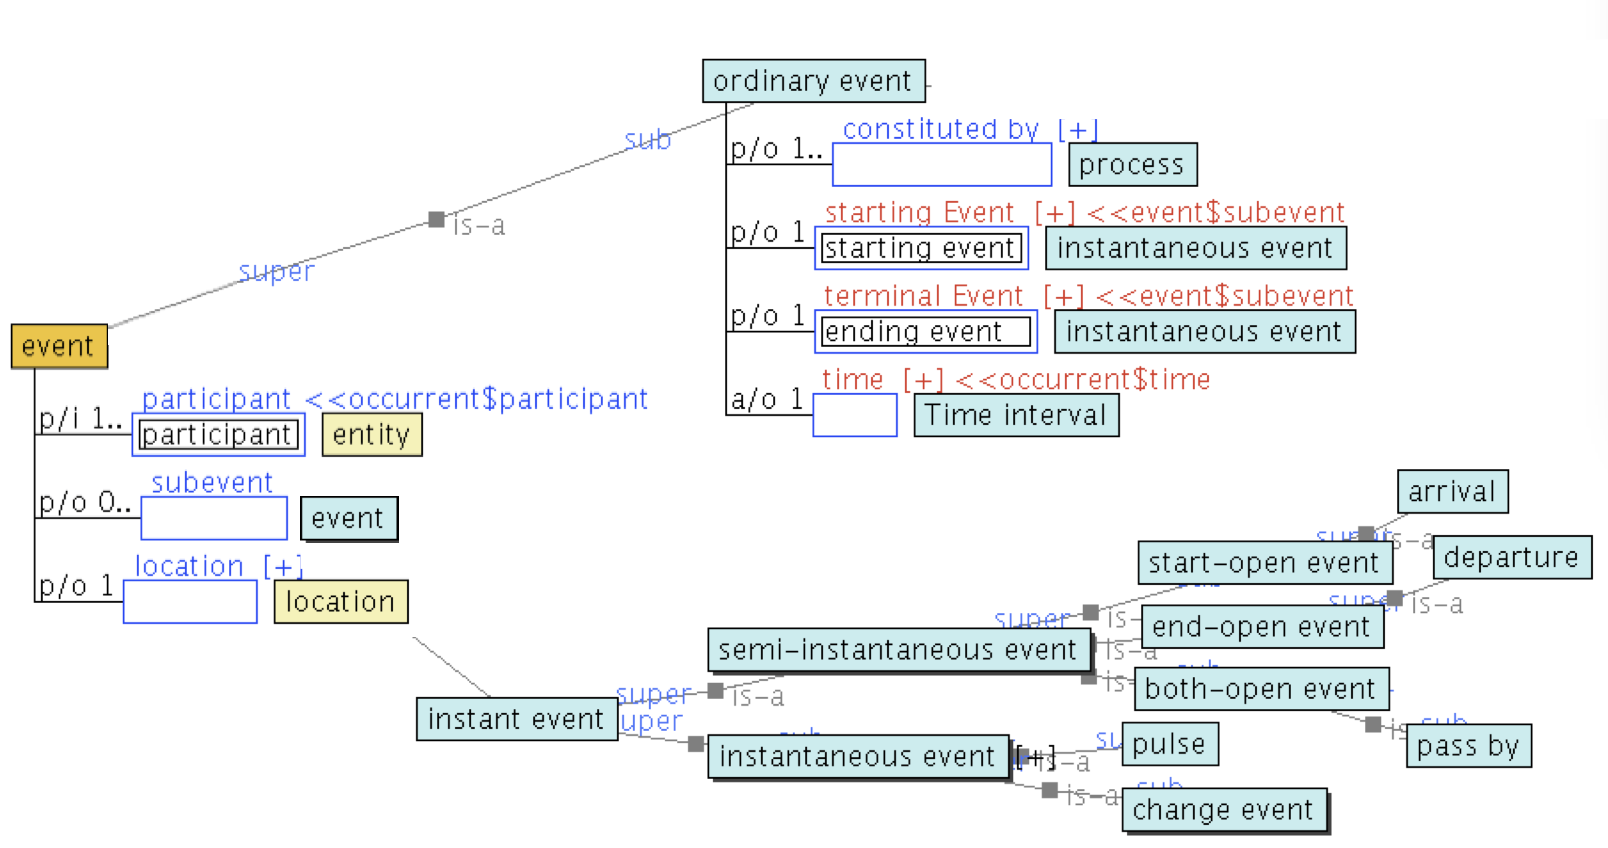 ordinary event
sub
constituted by [+]
p/o 1..
process
is-a
super
starting Event [+] <<event$subevent
p/o 1
starting event
instantaneous event
terminal Event [+] <<event$subevent
p/o 1
ending event
instantaneous event
time [+] <<occurrent$time
a/o 1
Time interval
event
participant <<occurrent$participant
p/i 1..
participant
entity
subevent
p/o 0..
event
location [+]
p/o 1
location
arrival
is-a
start-open event
departure
super
is-a
super
is-
end-open event
semi-instantaneous event
is-a
sub
is-
both-open event
super
is-a
instant event
uper
sub
is
pass by
instantaneous event
[+]
is-a
su
pulse
is-a
sub
change event